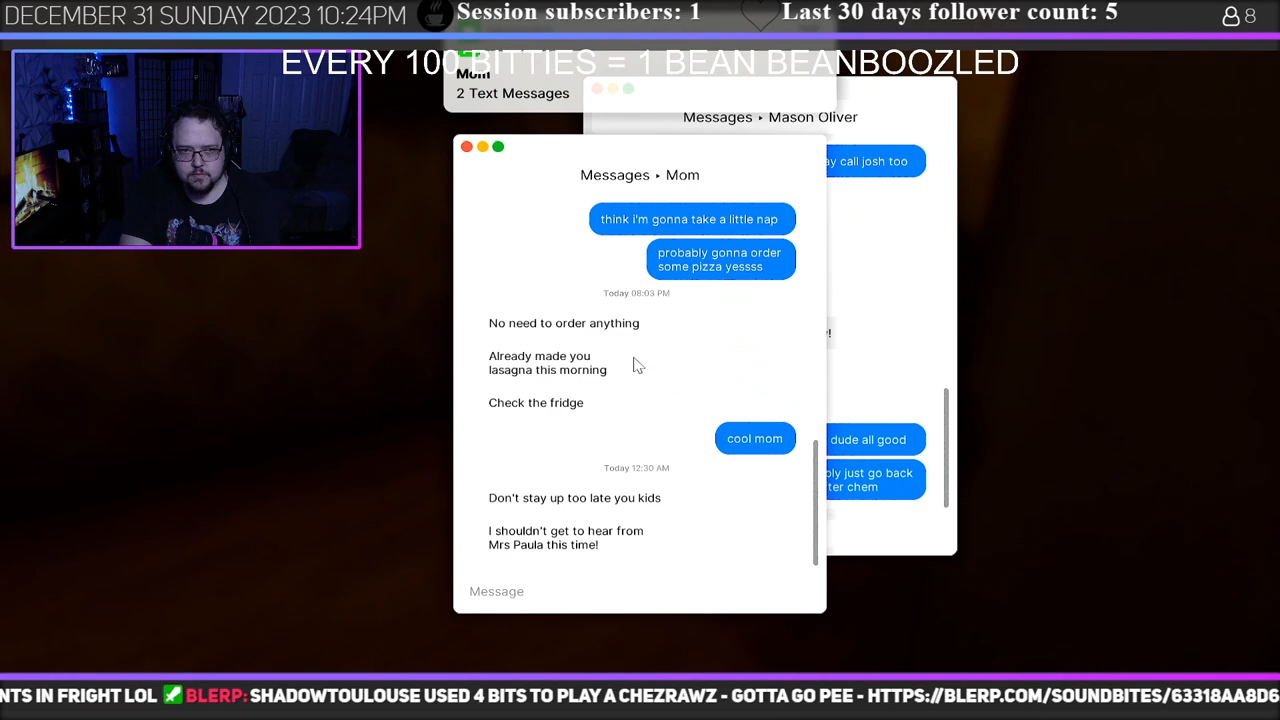 DECEMBER 31 SUNDAY 2023 10:24PM
Session subscribers: 1
Last 30 days follower count: 5
8
EVERY 100 BITTIES = 1 BEAN BEANBOOZLED
Mom
2 Text Messages
Messages ▸ Mason Oliver
ay call josh too
Messages ▸ Mom
think i'm gonna take a little nap
probably gonna order
some pizza yessss
Today 08:03 PM
No need to order anything
Already made you
lasagna this morning
Check the fridge
cool mom
dude all good
Today 12:30 AM
bly just go back
ter chem
Don't stay up too late you kids
I shouldn't get to hear from
Mrs Paula this time!
Message
NTS IN FRIGHT LOL BLERP: SHADOWTOULOUSE USED 4 BITS TO PLAY A CHEZRAWZ - GOTTA GO PEE - HTTPS://BLERP.COM/SOUNDBITES/63318AA8D6